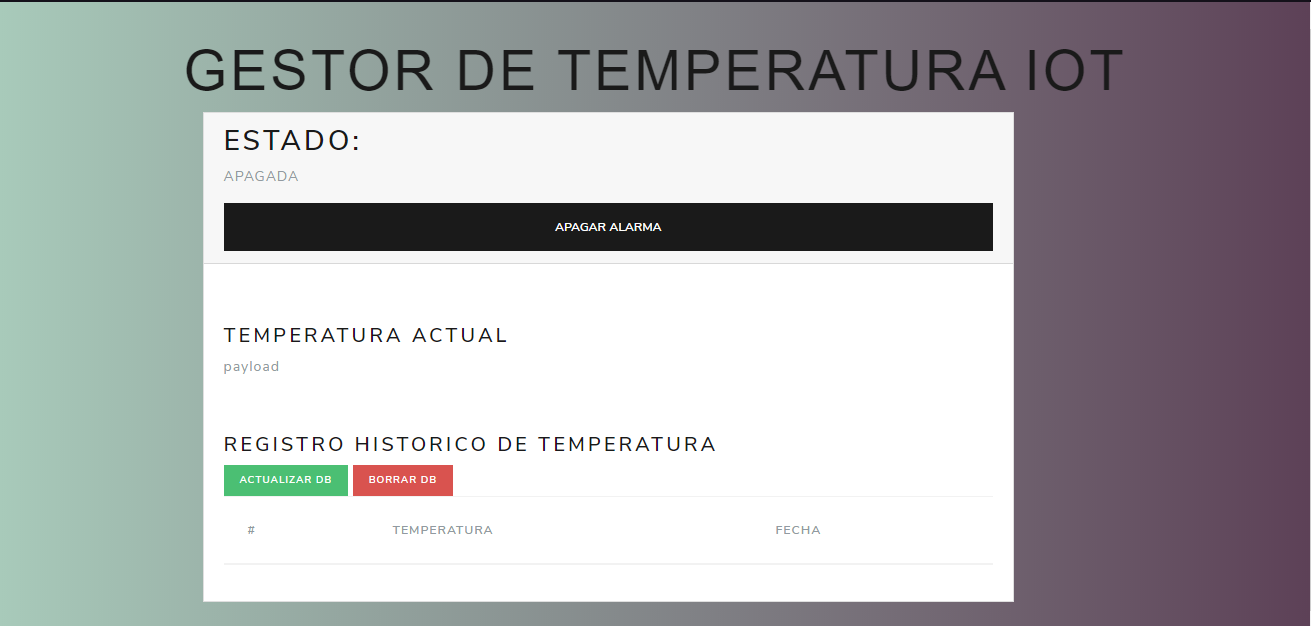 GESTOR DE TEMPERATURA IOT
ESTADO:
APAGADA
APAGAR ALARMA
TEMPERATURA ACTUAL
payload
REGISTRO HISTORICO DE TEMPERATURA
ACTUALIZAR DB BORRAR DB
# TEMPERATURA FECHA